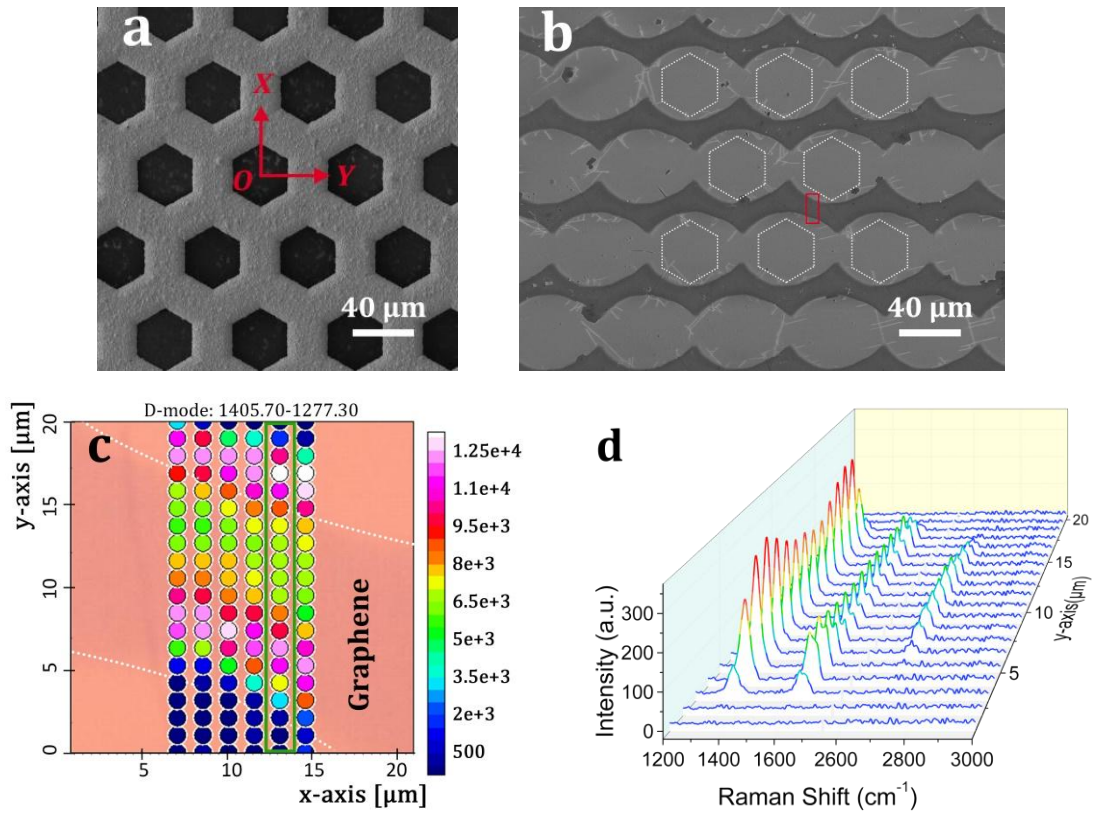 a
X
O
Y
40 μm
b
40 μm
D-mode: 1405.70-1277.30
c
y-axis [μm]
20
15
10
5
0
5
10
15
20
x-axis [μm]
Graphene
1.25e+4
1.1e+4
9.5e+3
8e+3
6.5e+3
5e+3
3.5e+3
2e+3
500
d
Intensity (a.u.)
300
200
100
0
1200
1400
1600
2600
2800
3000
Raman Shift (cm⁻¹)
5
10
15
20
y-axis(μm)